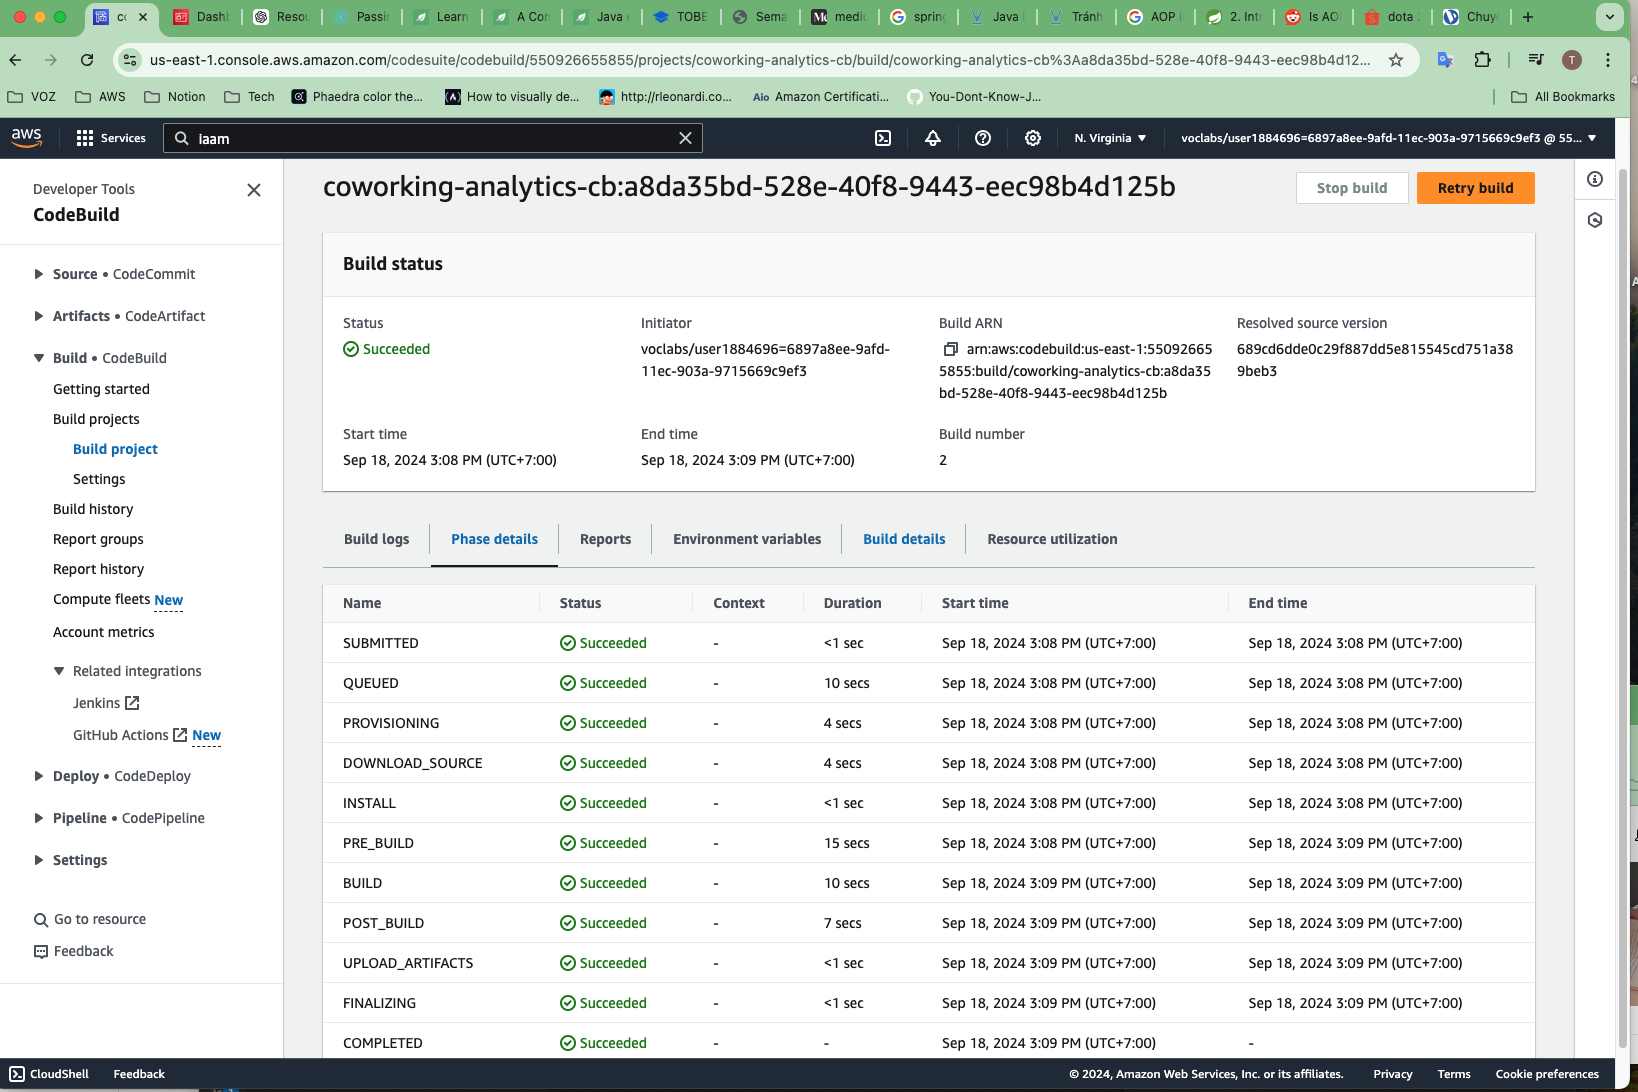 co
Dashb
Resou
Passin
Learn
A Con
Java e
TOBE
Sema
mediu
spring
Java L
Tránh
AOP i
2. Intr
Is AOP
dota 2
Chuyê
us-east-1.console.aws.amazon.com/codesuite/codebuild/550926655855/projects/coworking-analytics-cb/build/coworking-analytics-cb%3Aa8da35bd-528e-40f8-9443-eec98b4d12...
T
VOZ
AWS
Notion
Tech
Phaedra color the...
How to visually de...
http://rleonardi.co...
Aio Amazon Certificati...
You-Dont-Know-J...
All Bookmarks
aws
Services
iaam
N. Virginia
voclabs/user1884696=6897a8ee-9afd-11ec-903a-9715669c9ef3 @ 55...
Developer Tools
CodeBuild
Source • CodeCommit
Artifacts • CodeArtifact
Build • CodeBuild
Getting started
Build projects
Build project
Settings
Build history
Report groups
Report history
Compute fleets New
Account metrics
Related integrations
Jenkins
GitHub Actions New
Deploy • CodeDeploy
Pipeline • CodePipeline
Settings
Go to resource
Feedback
coworking-analytics-cb:a8da35bd-528e-40f8-9443-eec98b4d125b
Stop build
Retry build
Build status
Status
Succeeded
Initiator
voclabs/user1884696=6897a8ee-9afd-
11ec-903a-9715669c9ef3
Build ARN
arn:aws:codebuild:us-east-1:55092665
5855:build/coworking-analytics-cb:a8da35
bd-528e-40f8-9443-eec98b4d125b
Resolved source version
689cd6dde0c29f887dd5e815545cd751a38
9beb3
Start time
Sep 18, 2024 3:08 PM (UTC+7:00)
End time
Sep 18, 2024 3:09 PM (UTC+7:00)
Build number
2
Build logs
Phase details
Reports
Environment variables
Build details
Resource utilization
Name Status Context Duration Start time End time
SUBMITTED Succeeded - <1 sec Sep 18, 2024 3:08 PM (UTC+7:00) Sep 18, 2024 3:08 PM (UTC+7:00)
QUEUED Succeeded - 10 secs Sep 18, 2024 3:08 PM (UTC+7:00) Sep 18, 2024 3:08 PM (UTC+7:00)
PROVISIONING Succeeded - 4 secs Sep 18, 2024 3:08 PM (UTC+7:00) Sep 18, 2024 3:08 PM (UTC+7:00)
DOWNLOAD_SOURCE Succeeded - 4 secs Sep 18, 2024 3:08 PM (UTC+7:00) Sep 18, 2024 3:08 PM (UTC+7:00)
INSTALL Succeeded - <1 sec Sep 18, 2024 3:08 PM (UTC+7:00) Sep 18, 2024 3:08 PM (UTC+7:00)
PRE_BUILD Succeeded - 15 secs Sep 18, 2024 3:08 PM (UTC+7:00) Sep 18, 2024 3:09 PM (UTC+7:00)
BUILD Succeeded - 10 secs Sep 18, 2024 3:09 PM (UTC+7:00) Sep 18, 2024 3:09 PM (UTC+7:00)
POST_BUILD Succeeded - 7 secs Sep 18, 2024 3:09 PM (UTC+7:00) Sep 18, 2024 3:09 PM (UTC+7:00)
UPLOAD_ARTIFACTS Succeeded - <1 sec Sep 18, 2024 3:09 PM (UTC+7:00) Sep 18, 2024 3:09 PM (UTC+7:00)
FINALIZING Succeeded - <1 sec Sep 18, 2024 3:09 PM (UTC+7:00) Sep 18, 2024 3:09 PM (UTC+7:00)
COMPLETED Succeeded - - Sep 18, 2024 3:09 PM (UTC+7:00) -
CloudShell
Feedback
© 2024, Amazon Web Services, Inc. or its affiliates.
Privacy
Terms
Cookie preferences